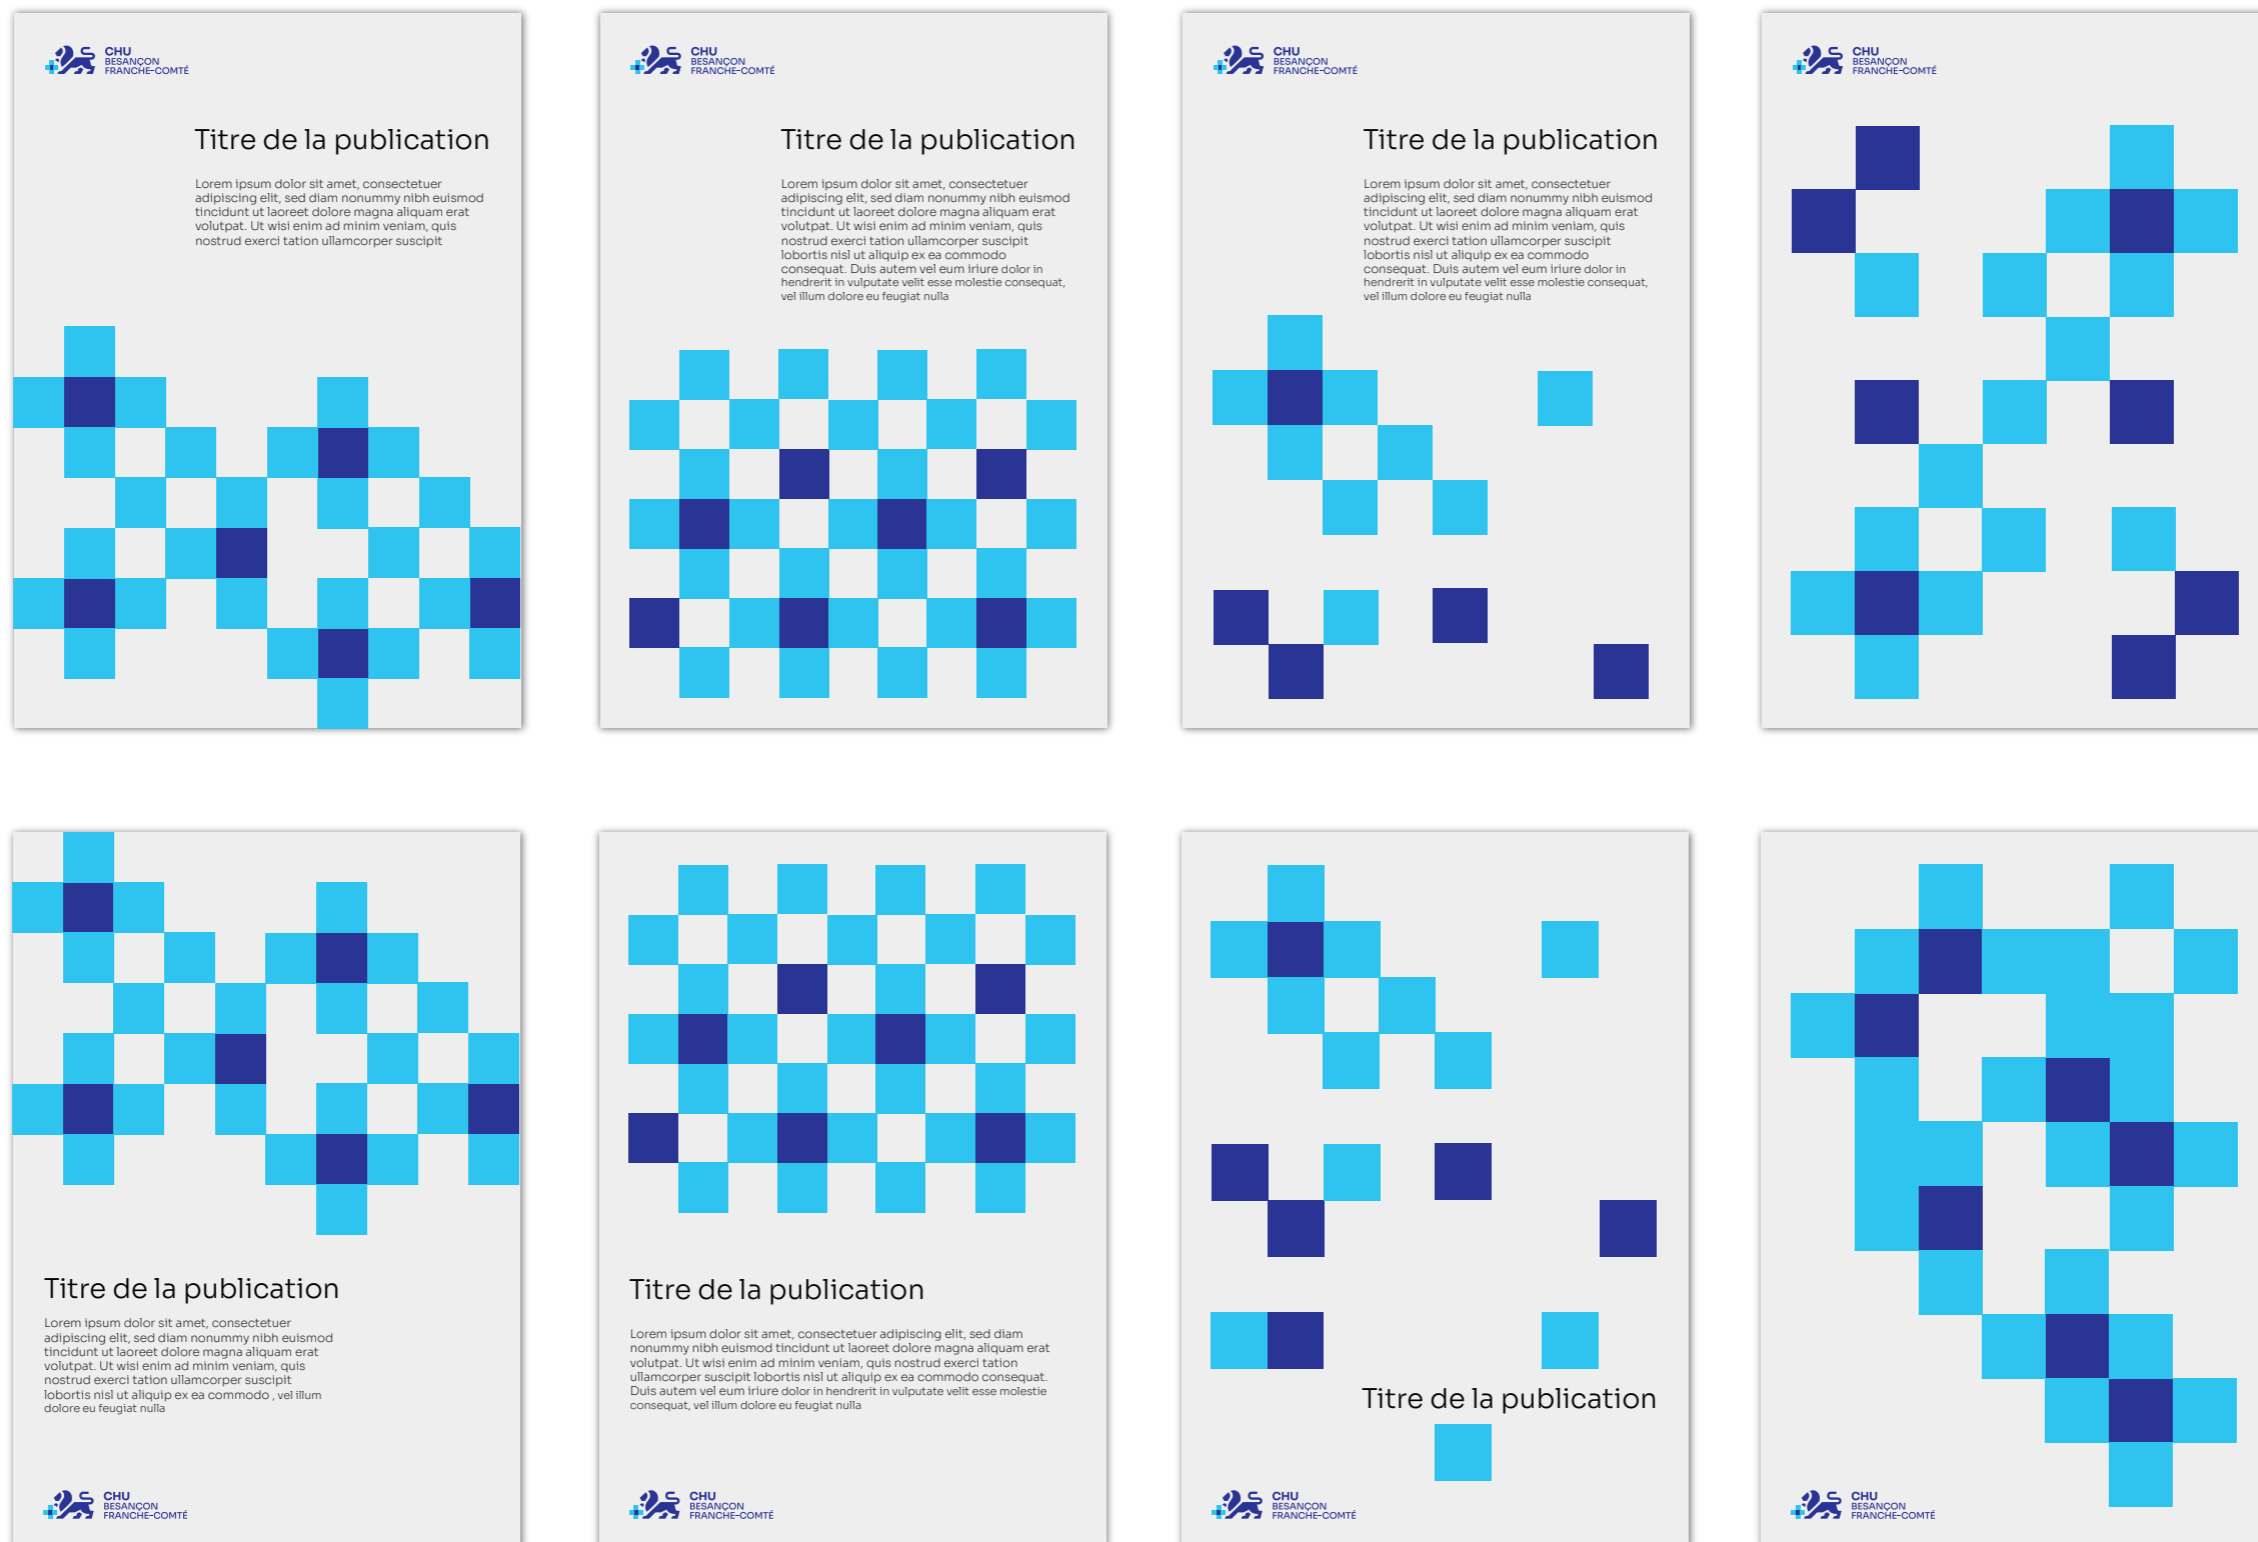 CHU
BESANÇON
FRANCHE-COMTÉ
Titre de la publication
Lorem ipsum dolor sit amet, consectetuer
adipiscing elit, sed diam nonummy nibh euismod
tincidunt ut laoreet dolore magna aliquam erat
volutpat. Ut wisi enim ad minim veniam, quis
nostrud exerci tation ullamcorper suscipit
CHU
BESANÇON
FRANCHE-COMTÉ
Titre de la publication
Lorem ipsum dolor sit amet, consectetuer
adipiscing elit, sed diam nonummy nibh euismod
tincidunt ut laoreet dolore magna aliquam erat
volutpat. Ut wisi enim ad minim veniam, quis
nostrud exerci tation ullamcorper suscipit
lobortis nisl ut aliquip ex ea commodo
consequat. Duis autem vel eum iriure dolor in
hendrerit in vulputate velit esse molestie consequat,
vel illum dolore eu feugiat nulla
CHU
BESANÇON
FRANCHE-COMTÉ
Titre de la publication
Lorem ipsum dolor sit amet, consectetuer
adipiscing elit, sed diam nonummy nibh euismod
tincidunt ut laoreet dolore magna aliquam erat
volutpat. Ut wisi enim ad minim veniam, quis
nostrud exerci tation ullamcorper suscipit
lobortis nisl ut aliquip ex ea commodo
consequat. Duis autem vel eum iriure dolor in
hendrerit in vulputate velit esse molestie consequat,
vel illum dolore eu feugiat nulla
CHU
BESANÇON
FRANCHE-COMTÉ
Titre de la publication
Lorem ipsum dolor sit amet, consectetuer
adipiscing elit, sed diam nonummy nibh euismod
tincidunt ut laoreet dolore magna aliquam erat
volutpat. Ut wisi enim ad minim veniam, quis
nostrud exerci tation ullamcorper suscipit
lobortis nisl ut aliquip ex ea commodo , vel illum
dolore eu feugiat nulla
CHU
BESANÇON
FRANCHE-COMTÉ
Titre de la publication
Lorem ipsum dolor sit amet, consectetuer adipiscing elit, sed diam
nonummy nibh euismod tincidunt ut laoreet dolore magna aliquam erat
volutpat. Ut wisi enim ad minim veniam, quis nostrud exerci tation
ullamcorper suscipit lobortis nisl ut aliquip ex ea commodo consequat.
Duis autem vel eum iriure dolor in hendrerit in vulputate velit esse molestie
consequat, vel illum dolore eu feugiat nulla
CHU
BESANÇON
FRANCHE-COMTÉ
Titre de la publication
CHU
BESANÇON
FRANCHE-COMTÉ
CHU
BESANÇON
FRANCHE-COMTÉ